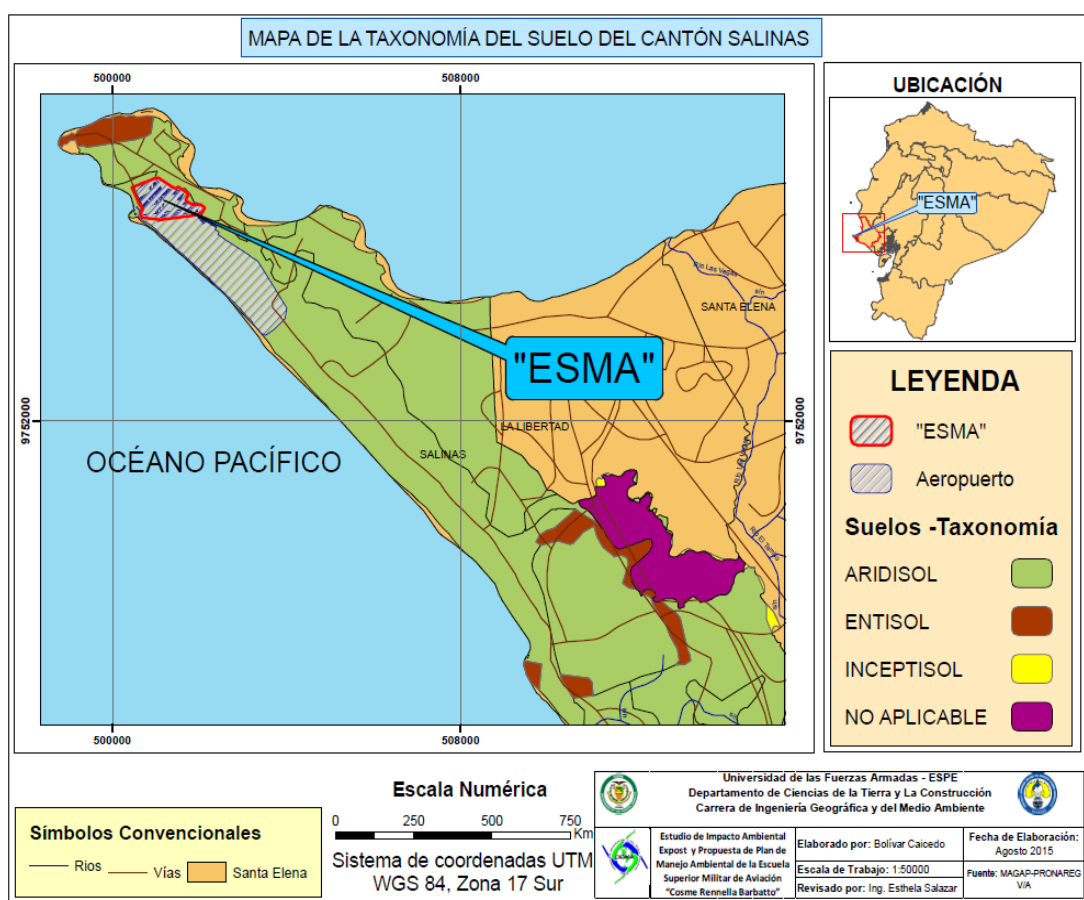 MAPA DE LA TAXONOMÍA DEL SUELO DEL CANTÓN SALINAS
500000
508000
9752000
9752000
Río Las Vegas
s/n
SANTA ELENA
"ESMA"
LA LIBERTAD
SALINAS
OCÉANO PACÍFICO
Río El Tambo
s/n
s/n
500000
508000
UBICACIÓN
"ESMA"
LEYENDA
"ESMA"
Aeropuerto
Suelos -Taxonomía
ARIDISOL
ENTISOL
INCEPTISOL
NO APLICABLE
Símbolos Convencionales
Rios
Vías
Santa Elena
Escala Numérica
0 250 500 750
Km
Sistema de coordenadas UTM
WGS 84, Zona 17 Sur
Universidad de las Fuerzas Armadas - ESPE
Departamento de Ciencias de la Tierra y La Construcción
Carrera de Ingeniería Geográfica y del Medio Ambiente
Estudio de Impacto Ambiental
Expost y Propuesta de Plan de
Manejo Ambiental de la Escuela
Superior Militar de Aviación
"Cosme Rennella Barbatto"
Elaborado por: Bolívar Caicedo
Escala de Trabajo: 1:50000
Revisado por: Ing. Esthela Salazar
Fecha de Elaboración:
Agosto 2015
Fuente: MAGAP-PRONAREG
V/A